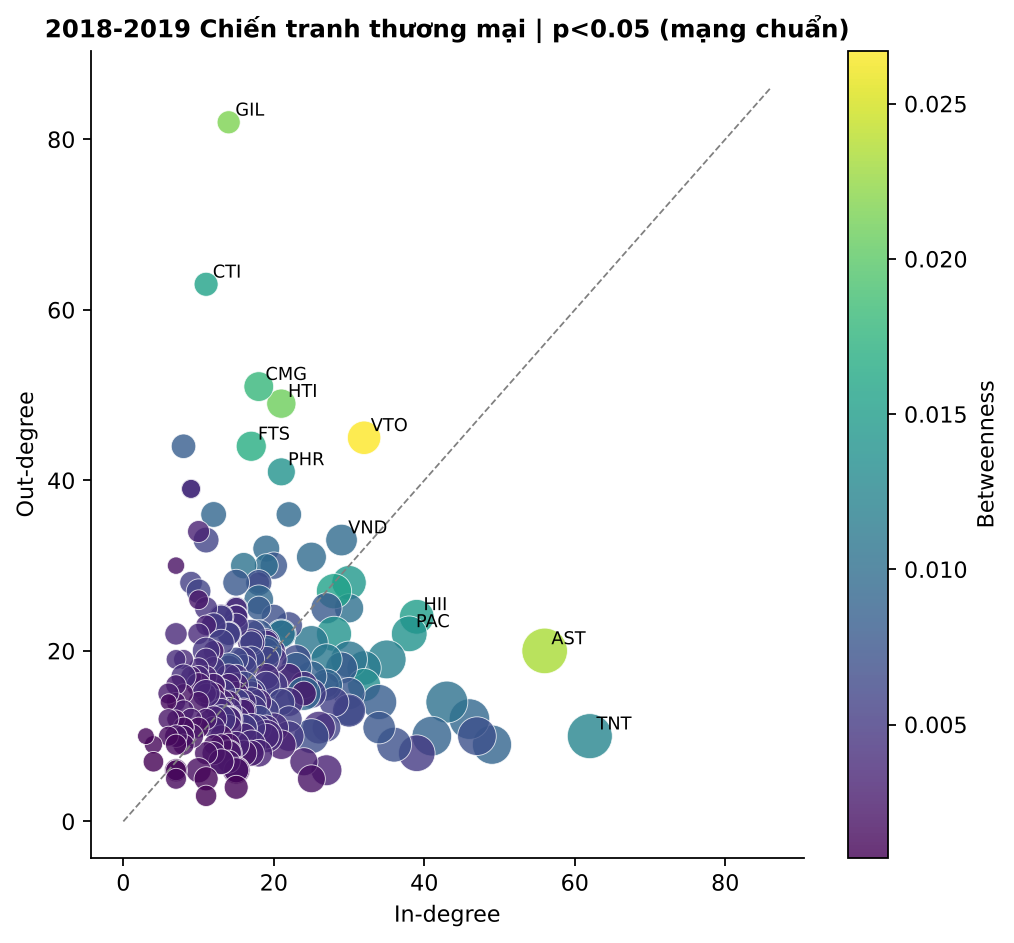 2018-2019 Chiến tranh thương mại | p<0.05 (mạng chuẩn)
GIL
CTI
CMG
HTI
VTO
FTS
PHR
VND
HII
PAC
AST
TNT
Out-degree
80
60
40
20
0
0
20
40
60
80
In-degree
0.025
0.020
0.015
0.010
0.005
Betweenness